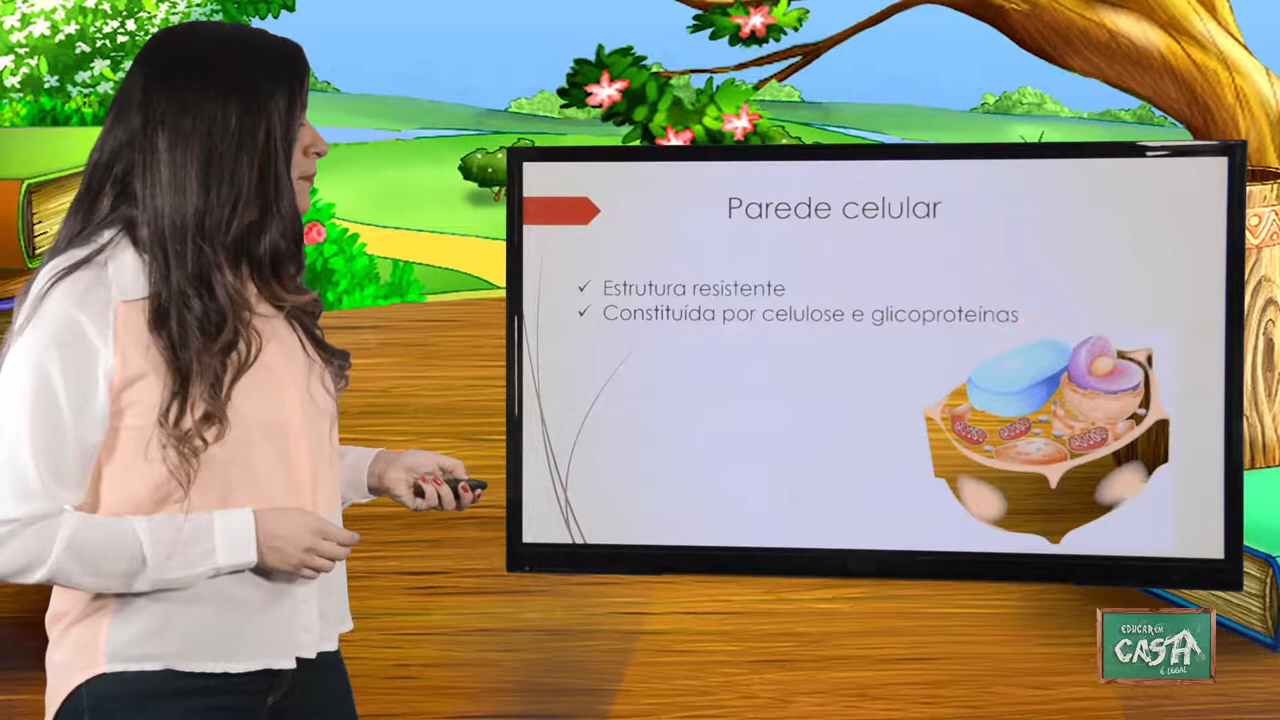 Parede celular
Estrutura resistente
Constituída por celulose e glicoproteínas
EDUCAR EM
CASA
É LEGAL